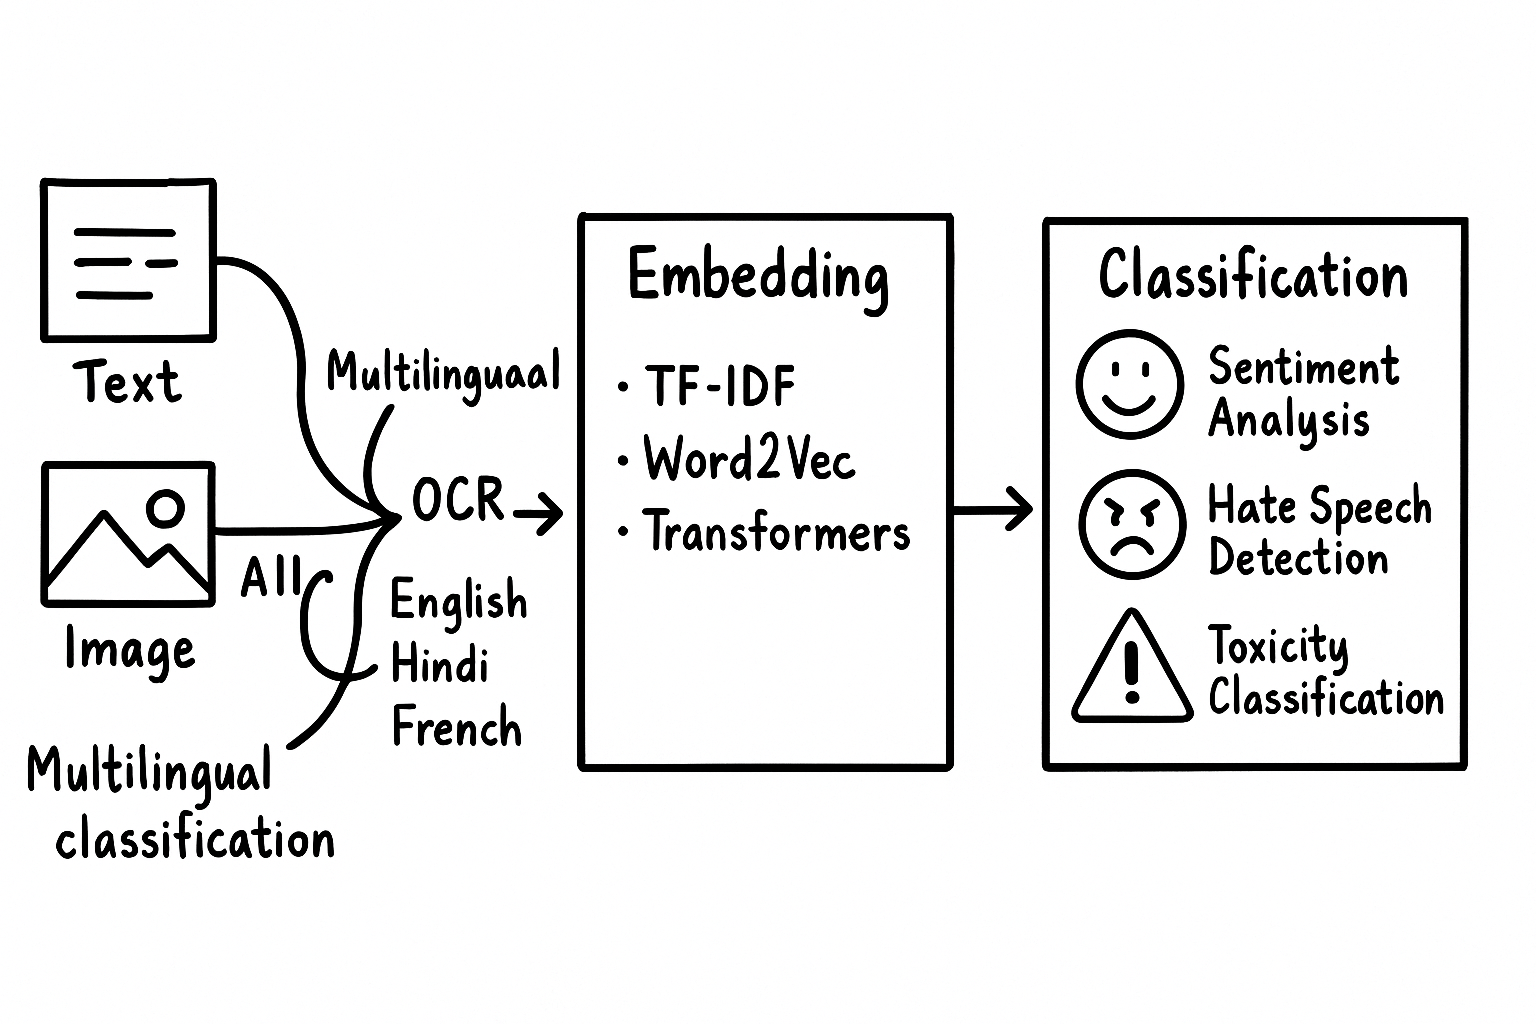 Text
Image
Multilinguaal
OCR
All
English
Hindi
French
Multilingual
classification
Embedding
· TF-IDF
· Word2Vec
· Transformers
Classification
Sentiment
Analysis
Hate Speech
Detection
Toxicity
Classification